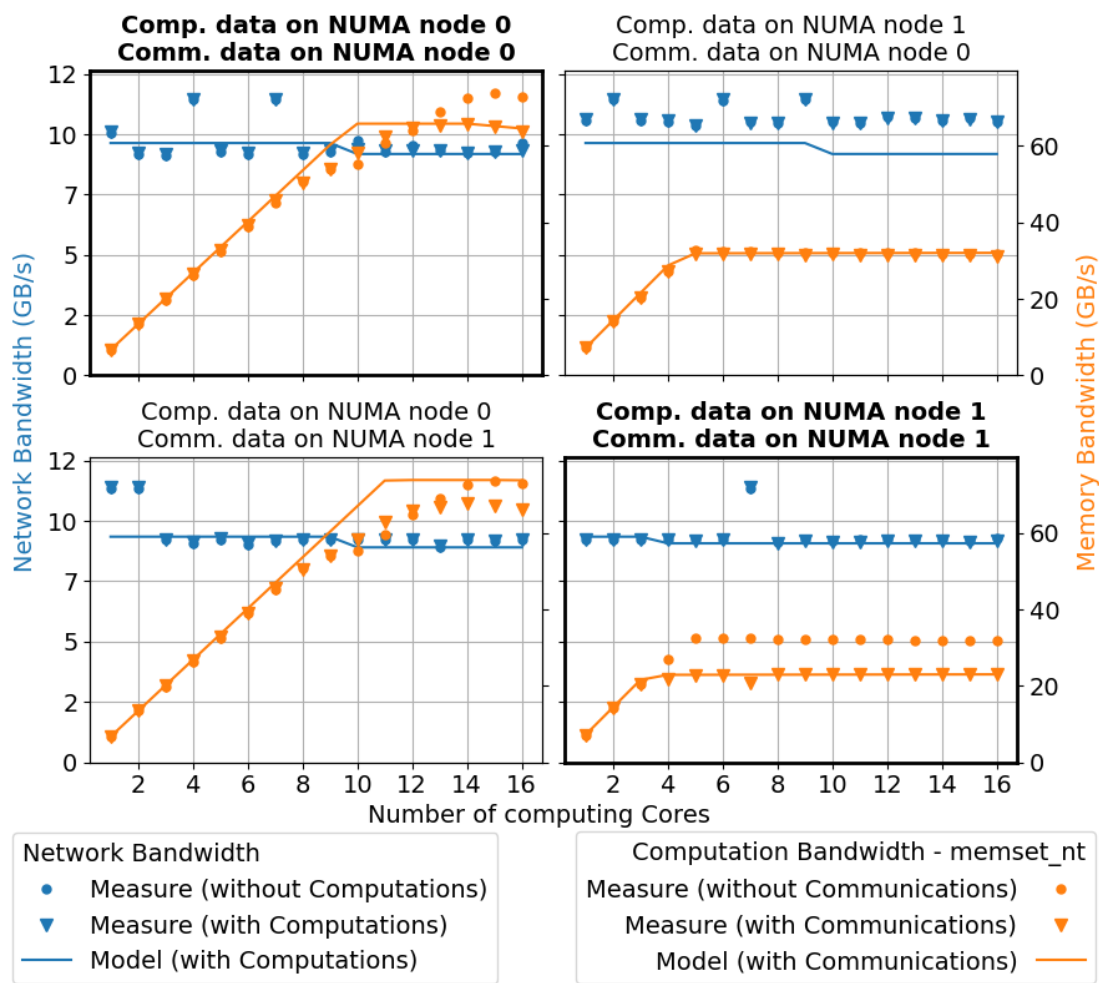 Comp. data on NUMA node 0
Comm. data on NUMA node 0
Comp. data on NUMA node 1
Comm. data on NUMA node 0
12
10
7
5
2
0
60
40
20
0
Network Bandwidth (GB/s)
Memory Bandwidth (GB/s)
Comp. data on NUMA node 0
Comm. data on NUMA node 1
Comp. data on NUMA node 1
Comm. data on NUMA node 1
12
10
7
5
2
0
60
40
20
0
2 4 6 8 10 12 14 16
2 4 6 8 10 12 14 16
Number of computing Cores
Network Bandwidth
Measure (without Computations)
Measure (with Computations)
Model (with Computations)
Computation Bandwidth - memset_nt
Measure (without Communications)
Measure (with Communications)
Model (with Communications)